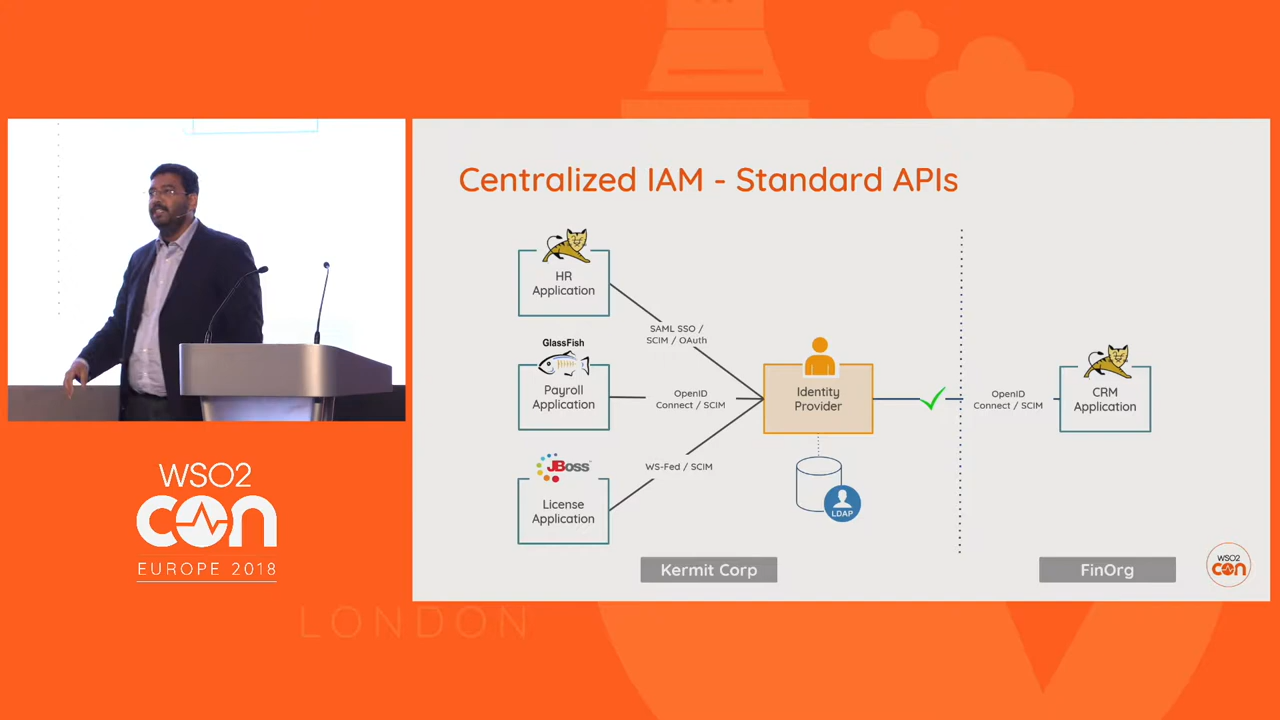 Centralized IAM - Standard APIs
HR
Application
SAML SSO /
SCIM / OAuth
GlassFish
Payroll
Application
OpenID
Connect / SCIM
Identity
Provider
OpenID
Connect / SCIM
CRM
Application
JBoss
WS-Fed / SCIM
License
Application
LDAP
Kermit Corp
FinOrg
WSO2
CON
WSO2
CON
EUROPE 2018
LONDON